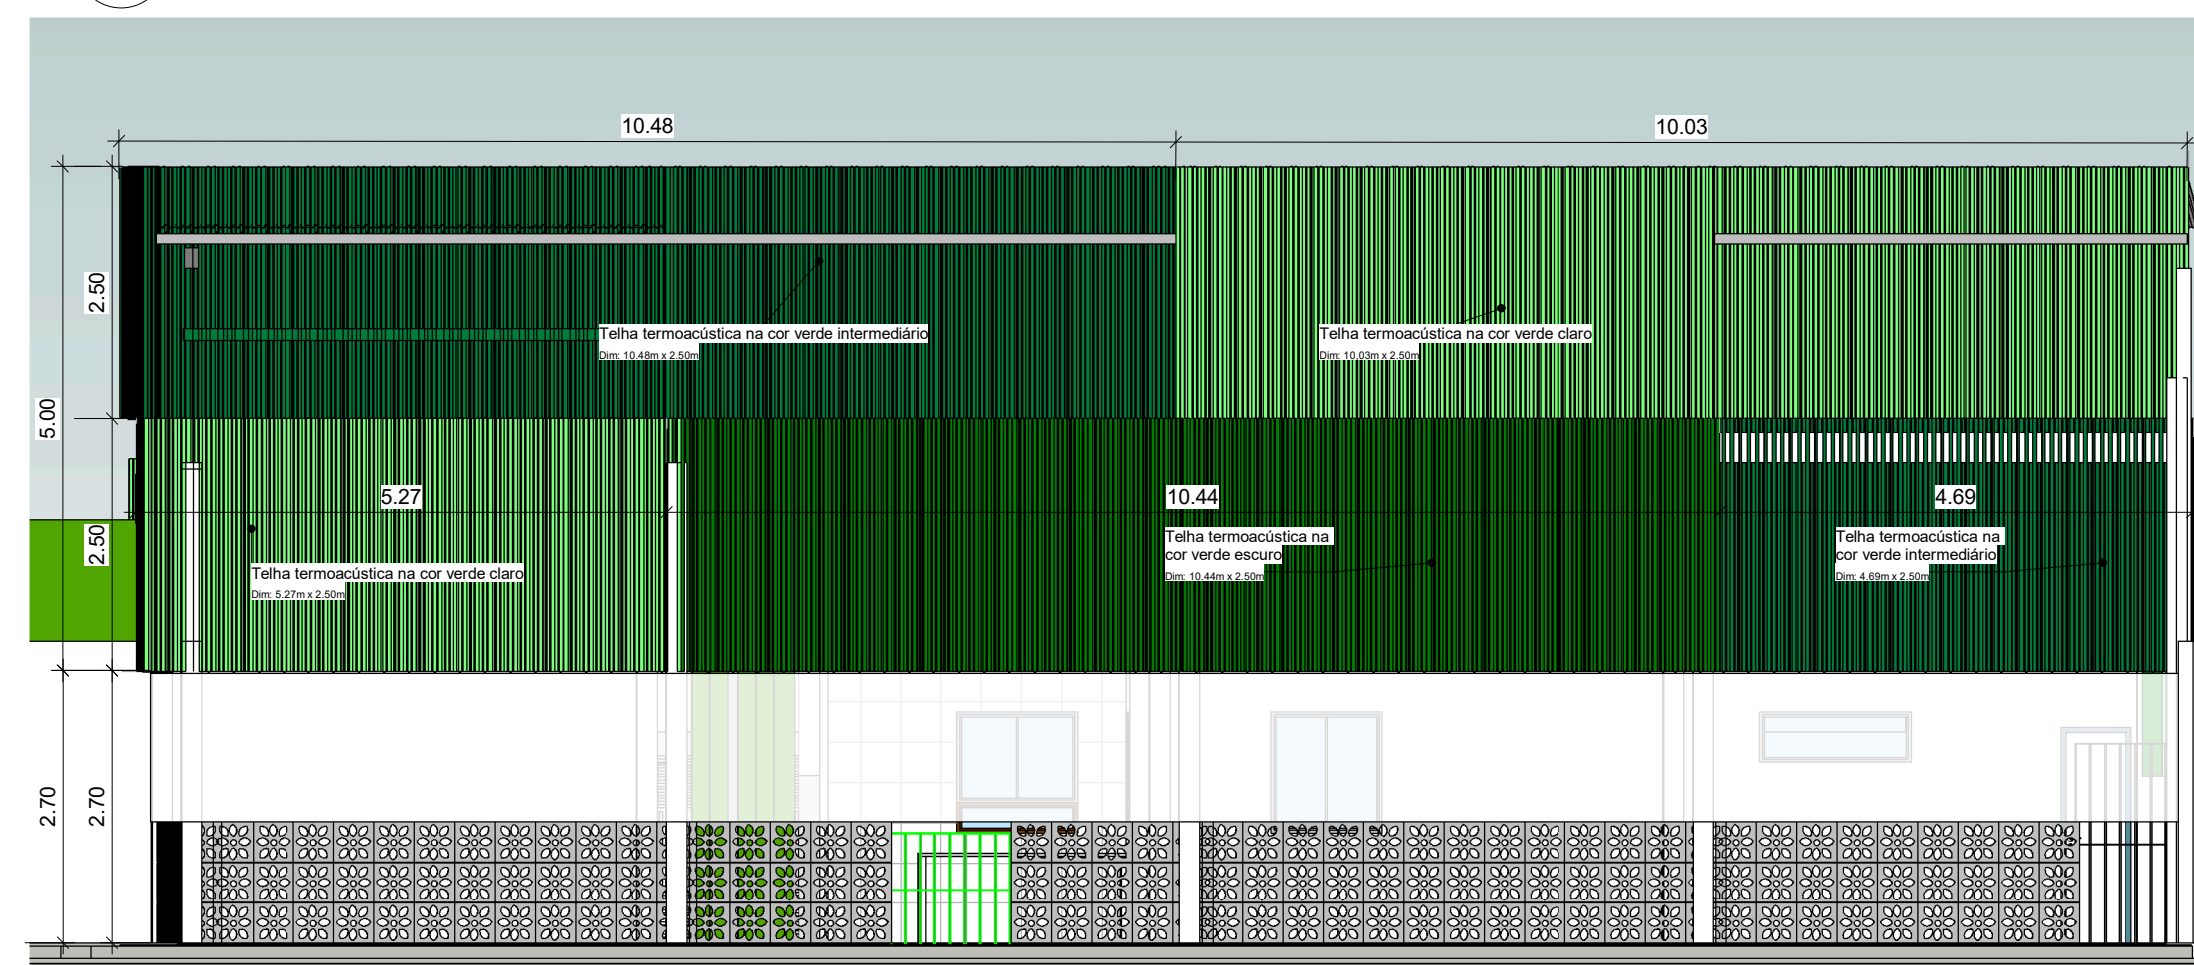 10.48
10.03
2.50
Telha termoacústica na cor verde intermediário
Dim: 10.48m x 2.50m
Telha termoacústica na cor verde claro
Dim: 10.03m x 2.50m
5.00
5.27
10.44
4.69
2.50
Telha termoacústica na cor verde claro
Dim: 5.27m x 2.50m
Telha termoacústica na
cor verde escuro
Dim: 10.44m x 2.50m
Telha termoacústica na
cor verde intermediário
Dim: 4.69m x 2.50m
2.70
2.70